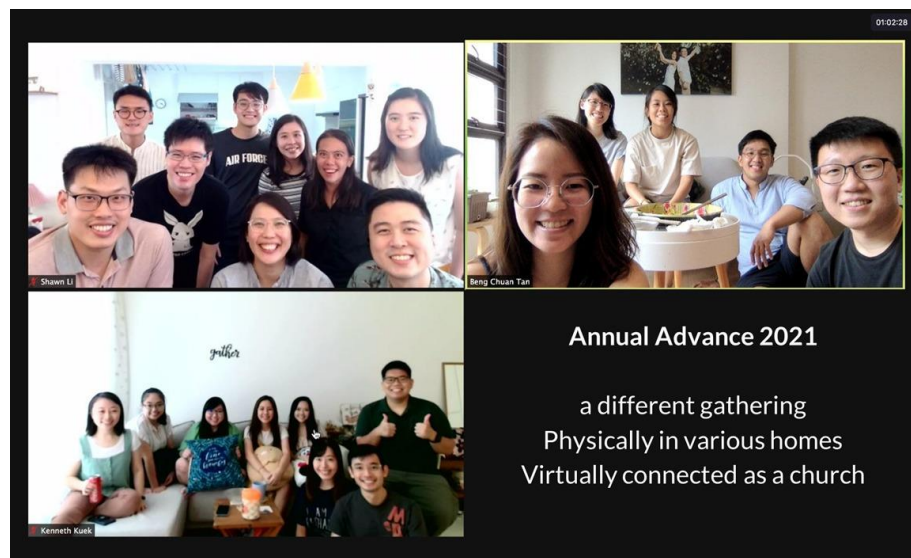 01:02:28
AIR FORCE
Shawn Li
Beng Chuan Tan
gather
Annual Advance 2021
a different gathering
Physically in various homes
Virtually connected as a church
I AM
Kenneth Kuek